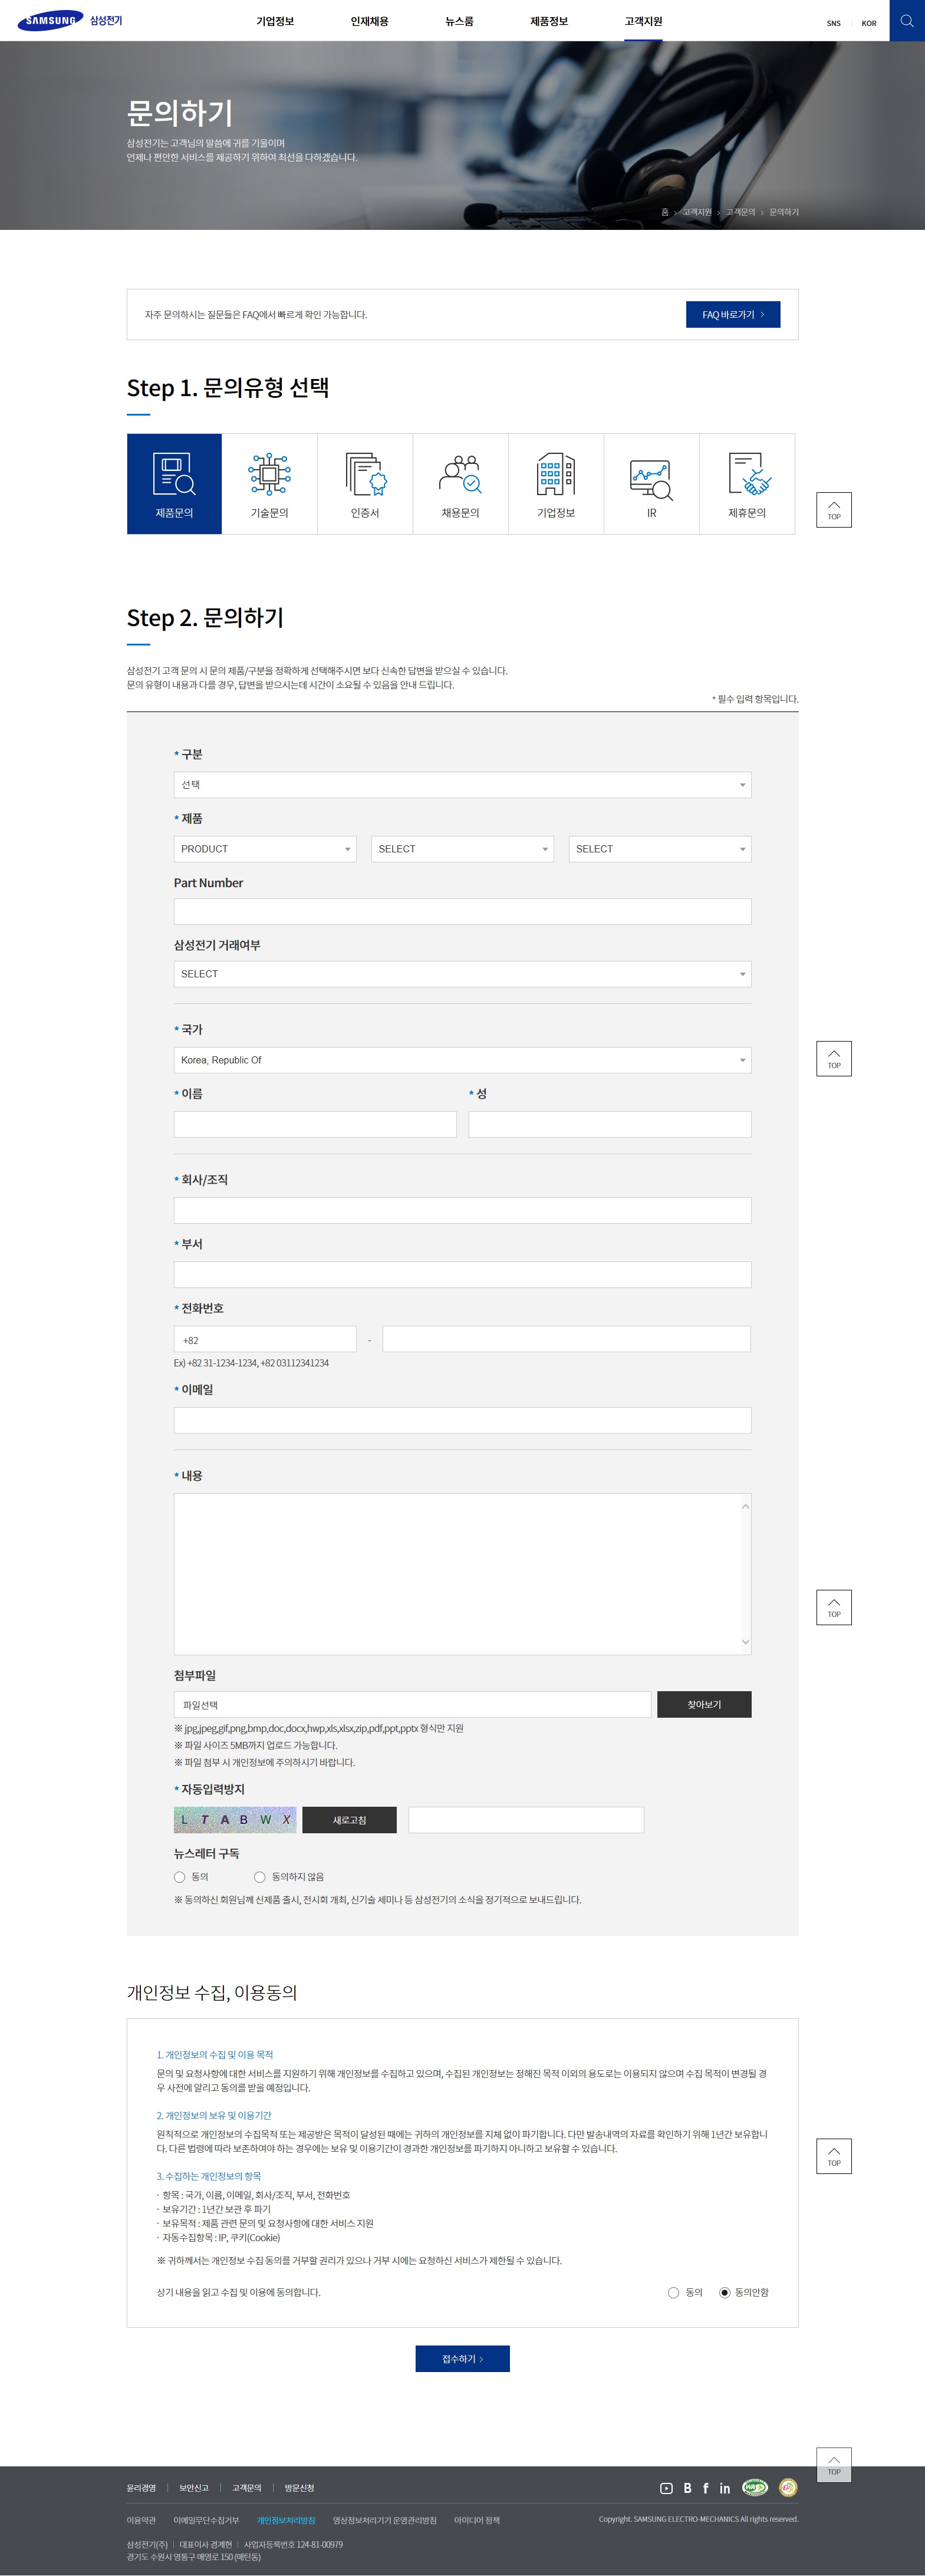 SAMSUNG 삼성전기
기업정보 인재채용 뉴스룸 제품정보 고객지원
SNS KOR
문의하기
삼성전기는 고객님의 말씀에 귀를 기울이며
언제나 편안한 서비스를 제공하기 위하여 최선을 다하겠습니다.
홈 > 고객지원 > 고객문의 > 문의하기
자주 문의하시는 질문들은 FAQ에서 빠르게 확인 가능합니다.
FAQ 바로가기 >
Step 1. 문의유형 선택
제품문의 기술문의 인증서 채용문의 기업정보 IR 제휴문의
TOP
Step 2. 문의하기
삼성전기 고객 문의 시 문의 제품/구분을 정확하게 선택해주시면 보다 신속한 답변을 받으실 수 있습니다.
문의 유형이 내용과 다를 경우, 답변을 받으시는데 시간이 소요될 수 있음을 안내 드립니다.
* 필수 입력 항목입니다.
* 구분
선택
* 제품
PRODUCT SELECT SELECT
Part Number
삼성전기 거래여부
SELECT
* 국가
Korea, Republic Of
TOP
* 이름 * 성
* 회사/조직
* 부서
* 전화번호
+82 -
Ex) +82 31-1234-1234, +82 03112341234
* 이메일
* 내용
TOP
첨부파일
파일선택 찾아보기
※ jpg,jpeg,gif,png,bmp,doc,docx,hwp,xls,xlsx,zip,pdf,ppt,pptx 형식만 지원
※ 파일 사이즈 5MB까지 업로드 가능합니다.
※ 파일 첨부 시 개인정보에 주의하시기 바랍니다.
* 자동입력방지
L T A B W X 새로고침
뉴스레터 구독
동의 동의하지 않음
※ 동의하신 회원님께 신제품 출시, 전시회 개최, 신기술 세미나 등 삼성전기의 소식을 정기적으로 보내드립니다.
개인정보 수집, 이용동의
1. 개인정보의 수집 및 이용 목적
문의 및 요청사항에 대한 서비스를 지원하기 위해 개인정보를 수집하고 있으며, 수집된 개인정보는 정해진 목적 이외의 용도로는 이용되지 않으며 수집 목적이 변경될 경
우 사전에 알리고 동의를 받을 예정입니다.
2. 개인정보의 보유 및 이용기간
원칙적으로 개인정보의 수집목적 또는 제공받은 목적이 달성된 때에는 귀하의 개인정보를 지체 없이 파기합니다. 다만 발송내역의 자료를 확인하기 위해 1년간 보유합니
다. 다른 법령에 따라 보존하여야 하는 경우에는 보유 및 이용기간이 경과한 개인정보를 파기하지 아니하고 보유할 수 있습니다.
TOP
3. 수집하는 개인정보의 항목
· 항목 : 국가, 이름, 이메일, 회사/조직, 부서, 전화번호
· 보유기간 : 1년간 보관 후 파기
· 보유목적 : 제품 관련 문의 및 요청사항에 대한 서비스 지원
· 자동수집항목 : IP, 쿠키(Cookie)
※ 귀하께서는 개인정보 수집 동의를 거부할 권리가 있으나 거부 시에는 요청하신 서비스가 제한될 수 있습니다.
상기 내용을 읽고 수집 및 이용에 동의합니다. 동의 동의안함
접수하기 >
TOP
윤리경영 보안신고 고객문의 방문신청
이용약관 이메일무단수집거부 개인정보처리방침 영상정보처리기기 운영관리방침 아이디어 정책
Copyright. SAMSUNG ELECTRO-MECHANICS All rights reserved.
삼성전기(주) | 대표이사 경계현 | 사업자등록번호 124-81-00979
경기도 수원시 영통구 매영로 150 (매탄동)